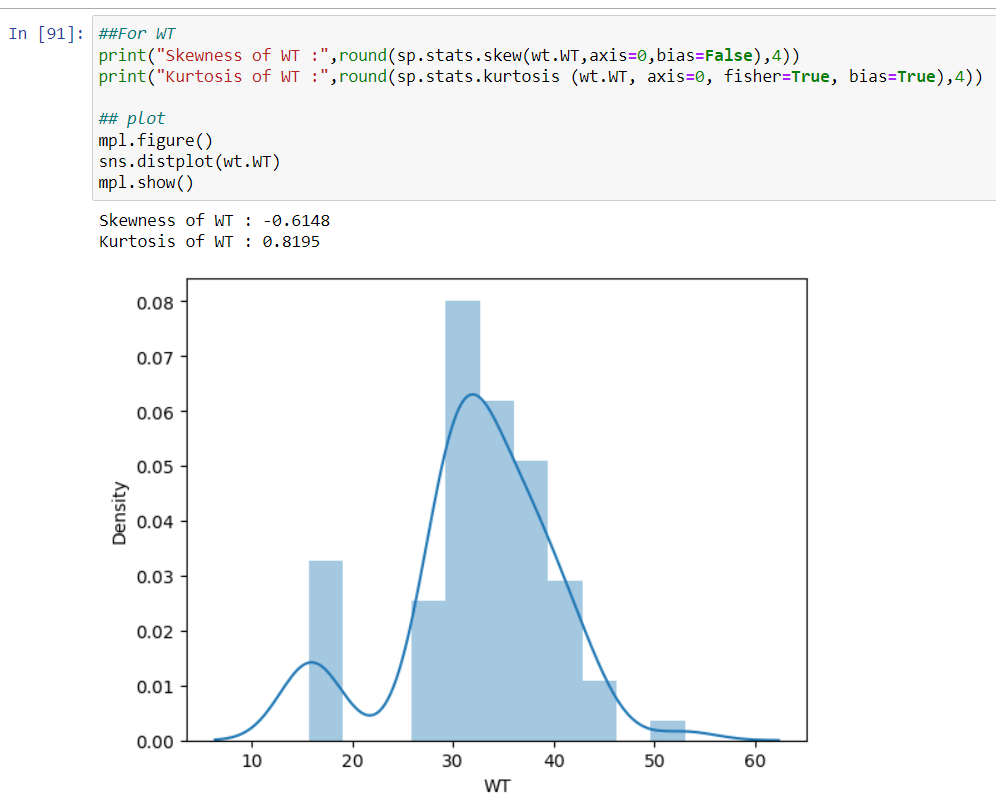 In [91]: ##For WT
print("Skewness of WT :",round(sp.stats.skew(wt.WT,axis=0,bias=False),4))
print("Kurtosis of WT :",round(sp.stats.kurtosis (wt.WT, axis=0, fisher=True, bias=True),4))
## plot
mpl.figure()
sns.distplot(wt.WT)
mpl.show()
Skewness of WT : -0.6148
Kurtosis of WT : 0.8195
0.08
0.07
0.06
0.05
0.04
0.03
0.02
0.01
0.00
Density
10 20 30 40 50 60
WT